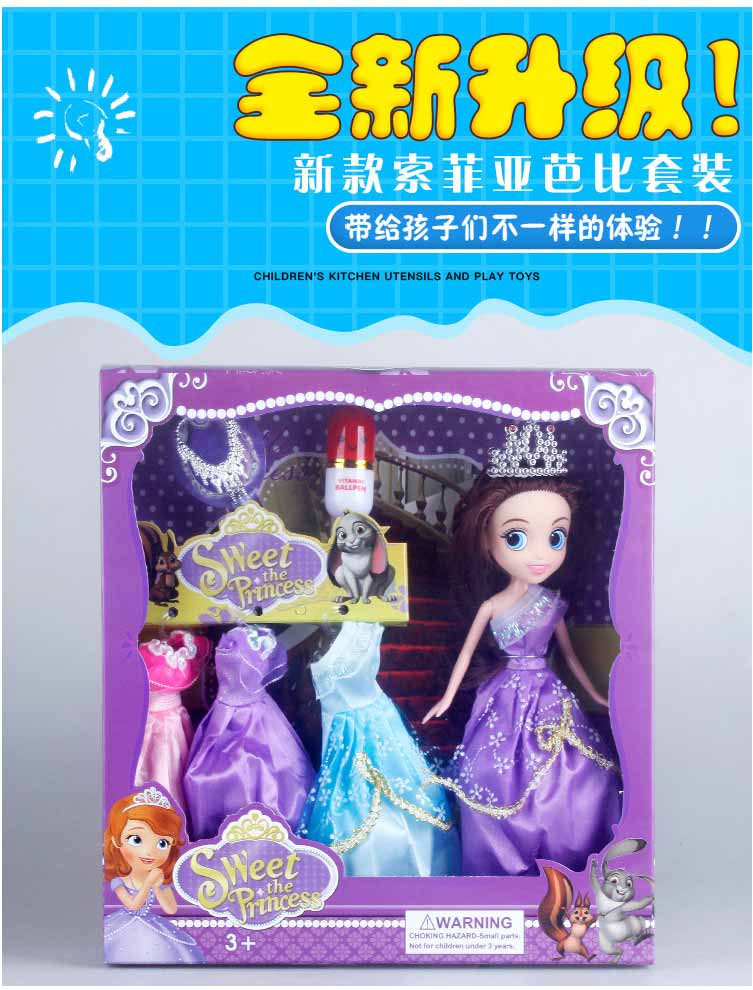 全新升级！
新款索菲亚芭比套装
带给孩子们不一样的体验！！
CHILDREN'S KITCHEN UTENSILS AND PLAY TOYS
VITAMIN
BALLPEN
Sweet
the
Princess
Sweet
the
Princess
3+
WARNING
CHOKING HAZARD-Small parts.
Not for children under 3 years.